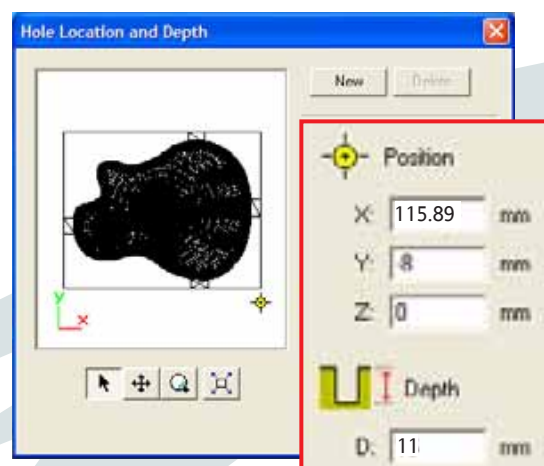 Hole Location and Depth
New
Delete
Position
X: 115.89 mm
Y: -8 mm
Z: 0 mm
Depth
D: 11 mm
y
x